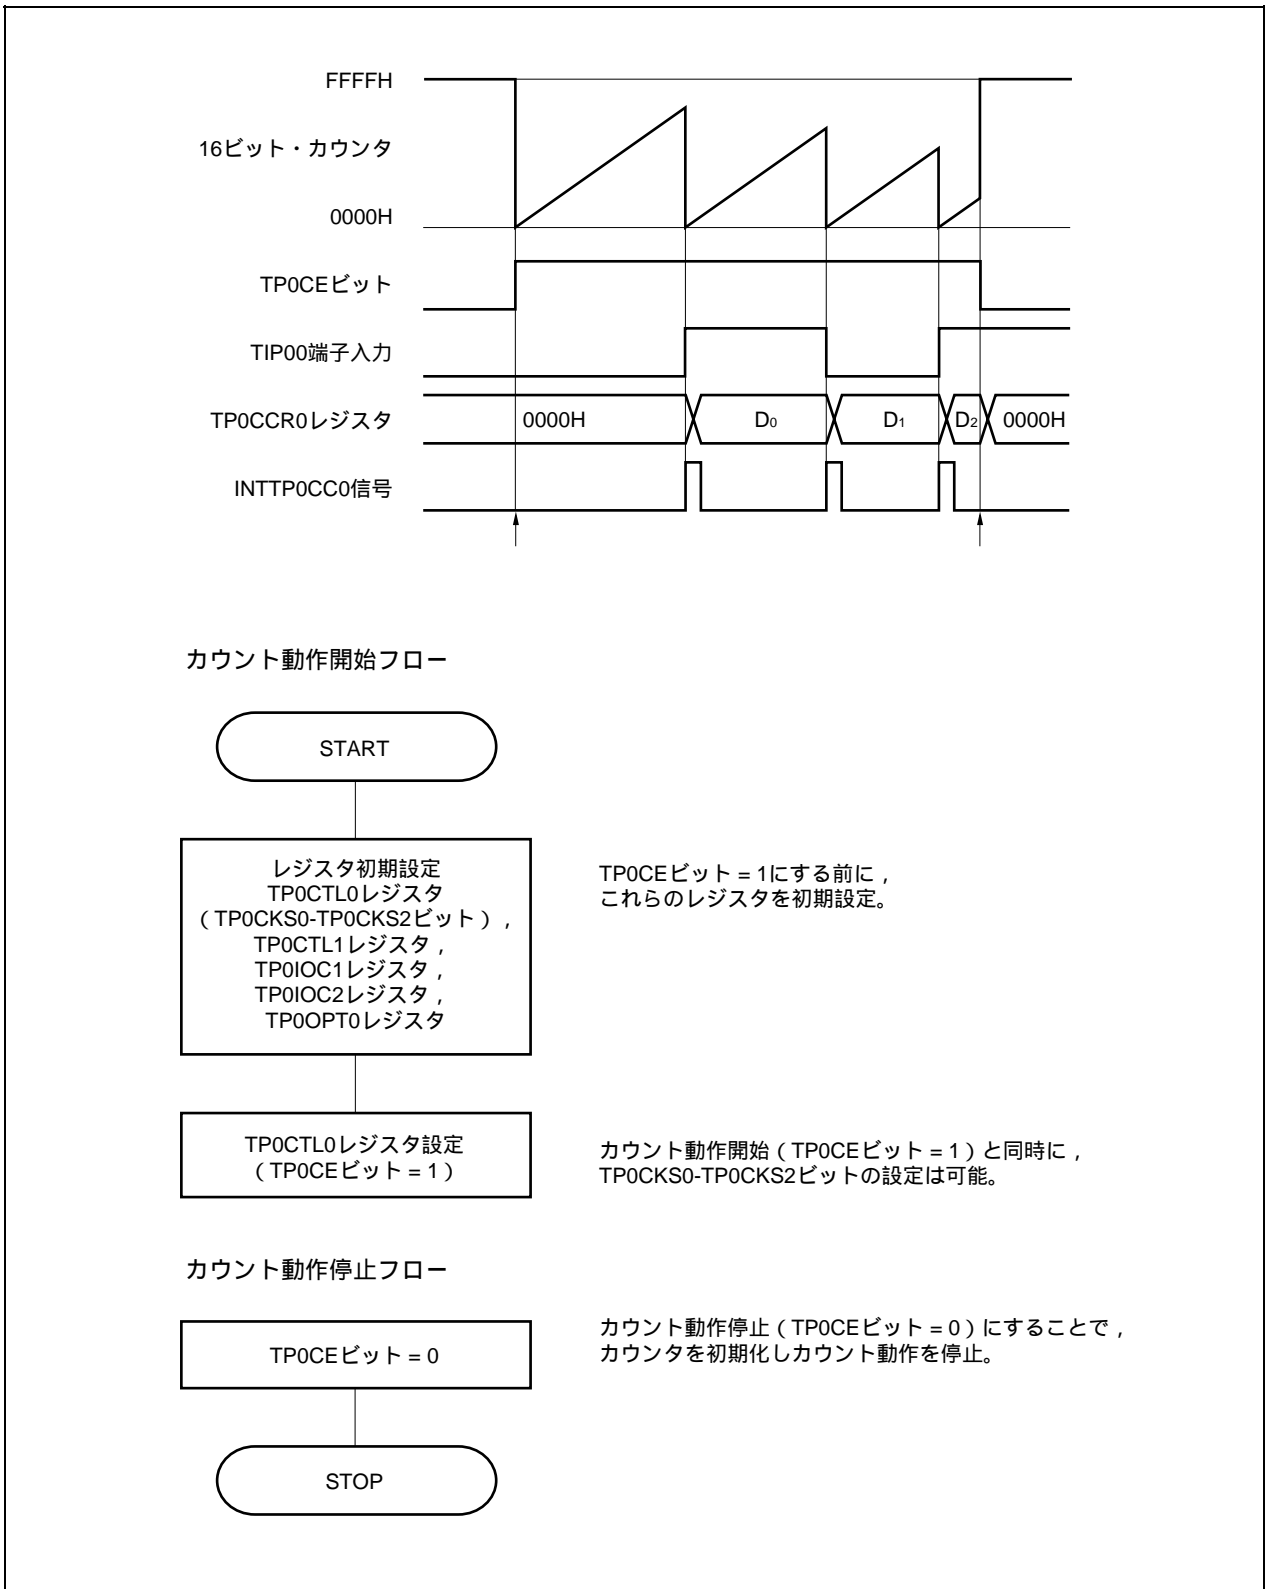 FFFFH
16ビット・カウンタ
0000H
TP0CEビット
TIP00端子入力
TP0CCR0レジスタ
0000H D0 D1 D2 0000H
INTTP0CC0信号
カウント動作開始フロー
START
レジスタ初期設定
TP0CTL0レジスタ
（TP0CKS0-TP0CKS2ビット），
TP0CTL1レジスタ，
TP0IOC1レジスタ，
TP0IOC2レジスタ，
TP0OPT0レジスタ
TP0CEビット = 1にする前に，
これらのレジスタを初期設定。
TP0CTL0レジスタ設定
（TP0CEビット = 1）
カウント動作開始（TP0CEビット = 1）と同時に，
TP0CKS0-TP0CKS2ビットの設定は可能。
カウント動作停止フロー
TP0CEビット = 0
カウント動作停止（TP0CEビット = 0）にすることで，
カウンタを初期化しカウント動作を停止。
STOP